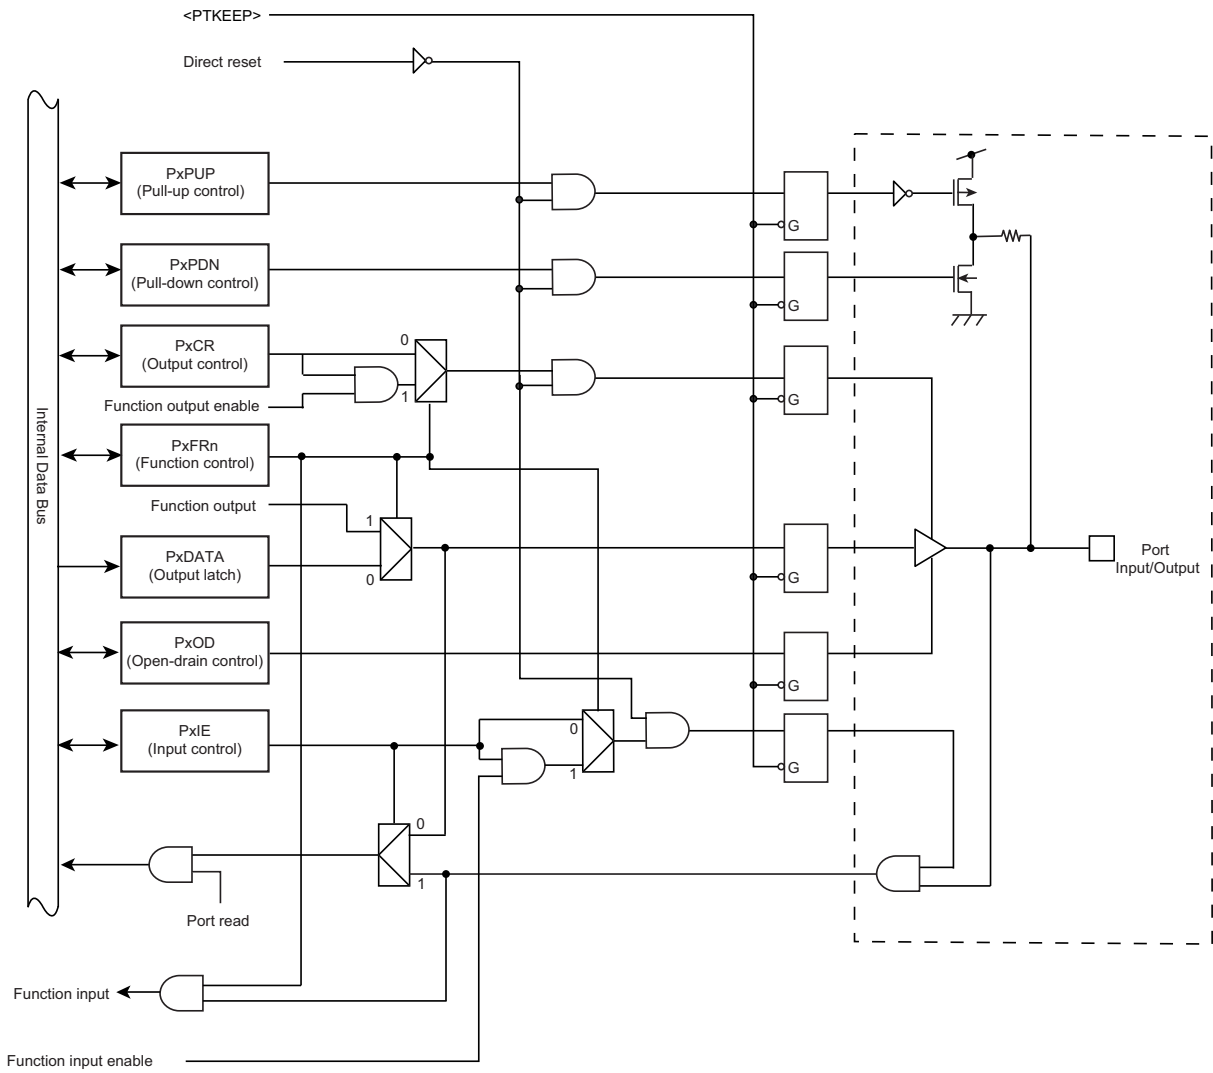 <PTKEEP>
Direct reset
PxPUP
(Pull-up control)
G
PxPDN
(Pull-down control)
G
PxCR
(Output control)
0
1
Function output enable
G
Internal Data Bus
PxFRn
(Function control)
Function output
1
0
PxDATA
(Output latch)
G
Port
Input/Output
PxOD
(Open-drain control)
G
PxIE
(Input control)
0
1
G
0
1
Port read
Function input
Function input enable